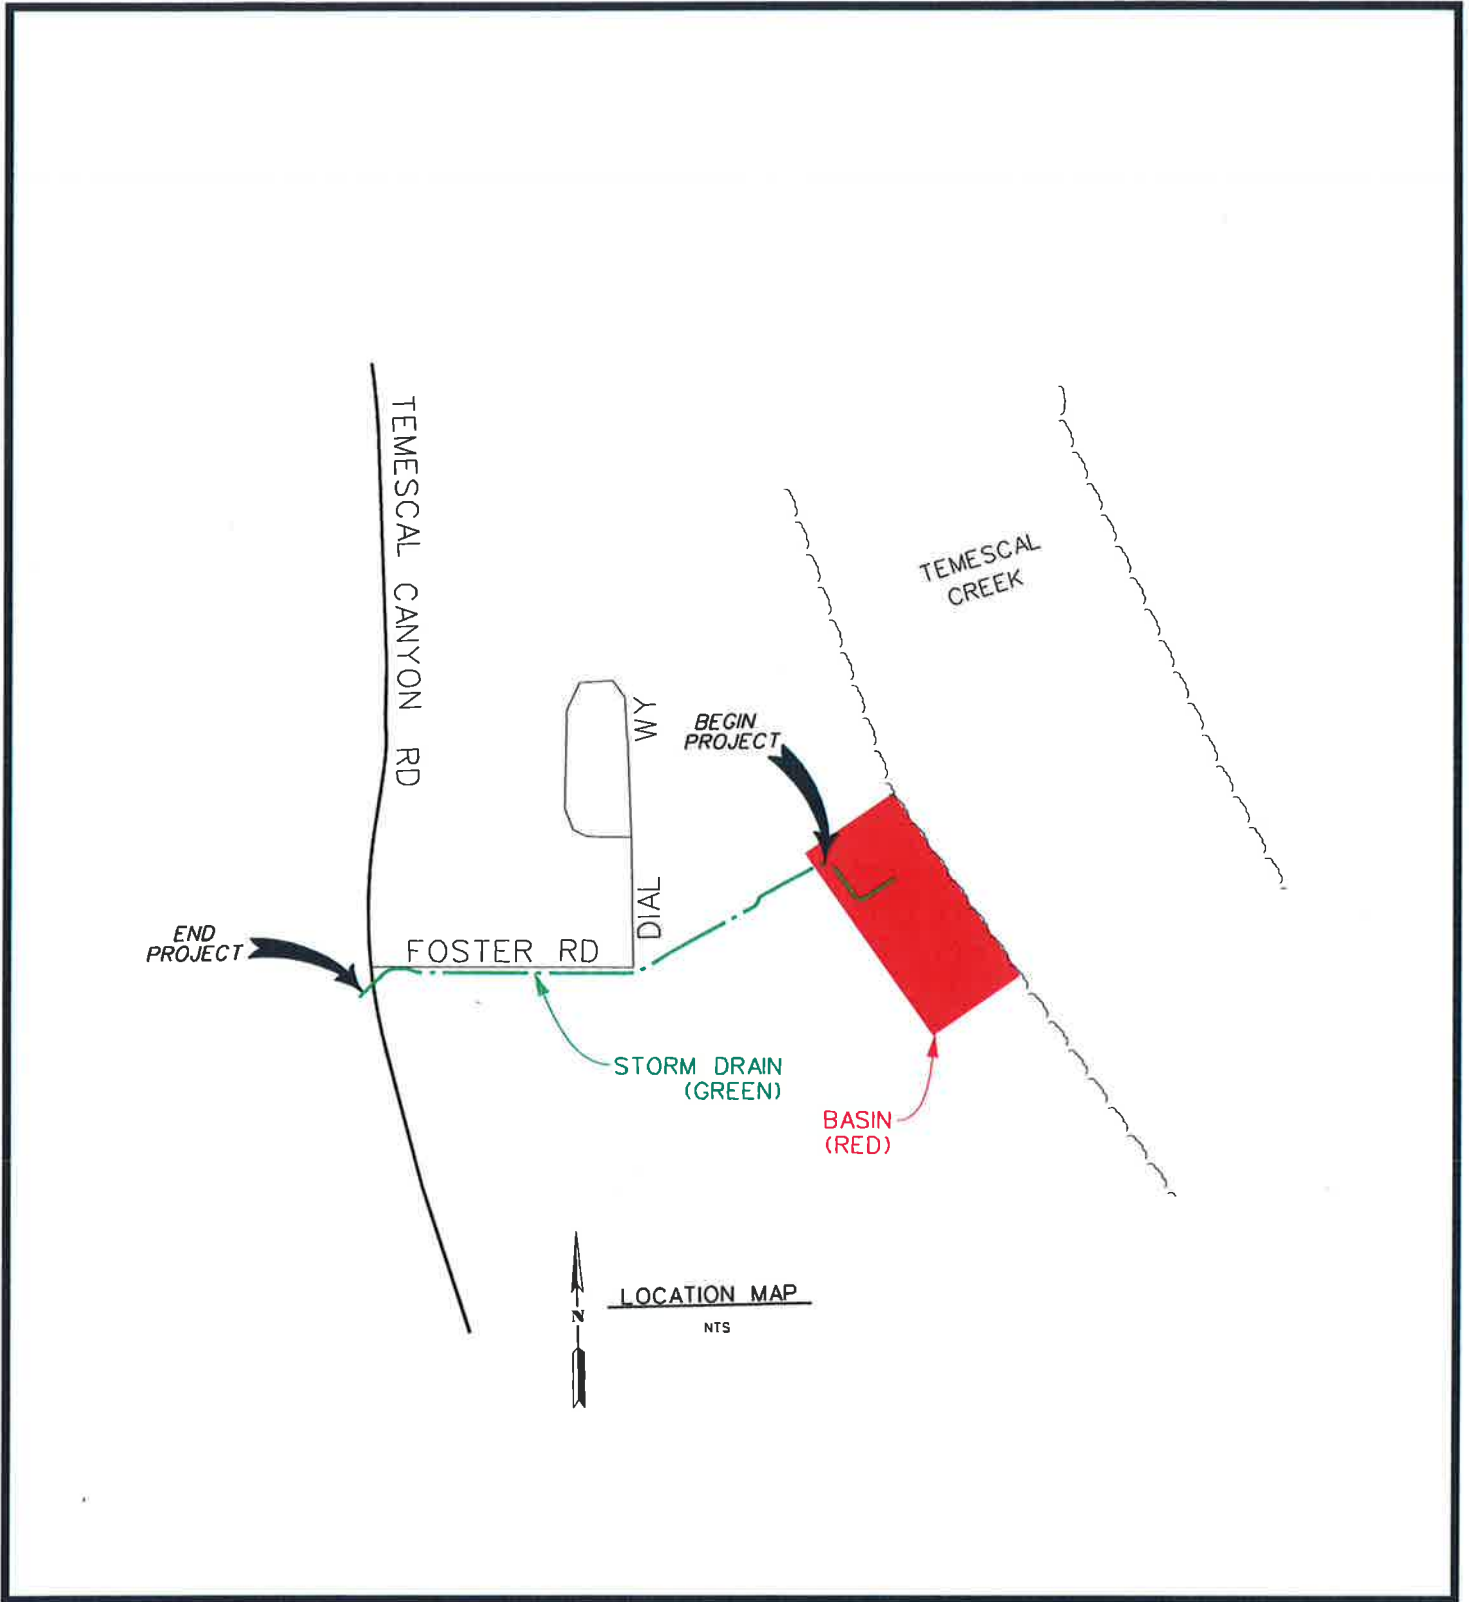 TEMESCAL CANYON RD
TEMESCAL
CREEK
WY
BEGIN
PROJECT
DIAL
END
PROJECT
FOSTER RD
STORM DRAIN
(GREEN)
BASIN
(RED)
LOCATION MAP
N
NTS